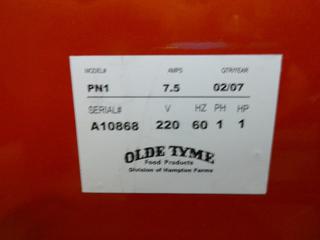 MODEL# AMPS QTR/YEAR
PN1 7.5 02/07
SERIAL# V HZ PH HP
A10868 220 60 1 1
OLDE TYME
Food Products
Division of Hampton Farms